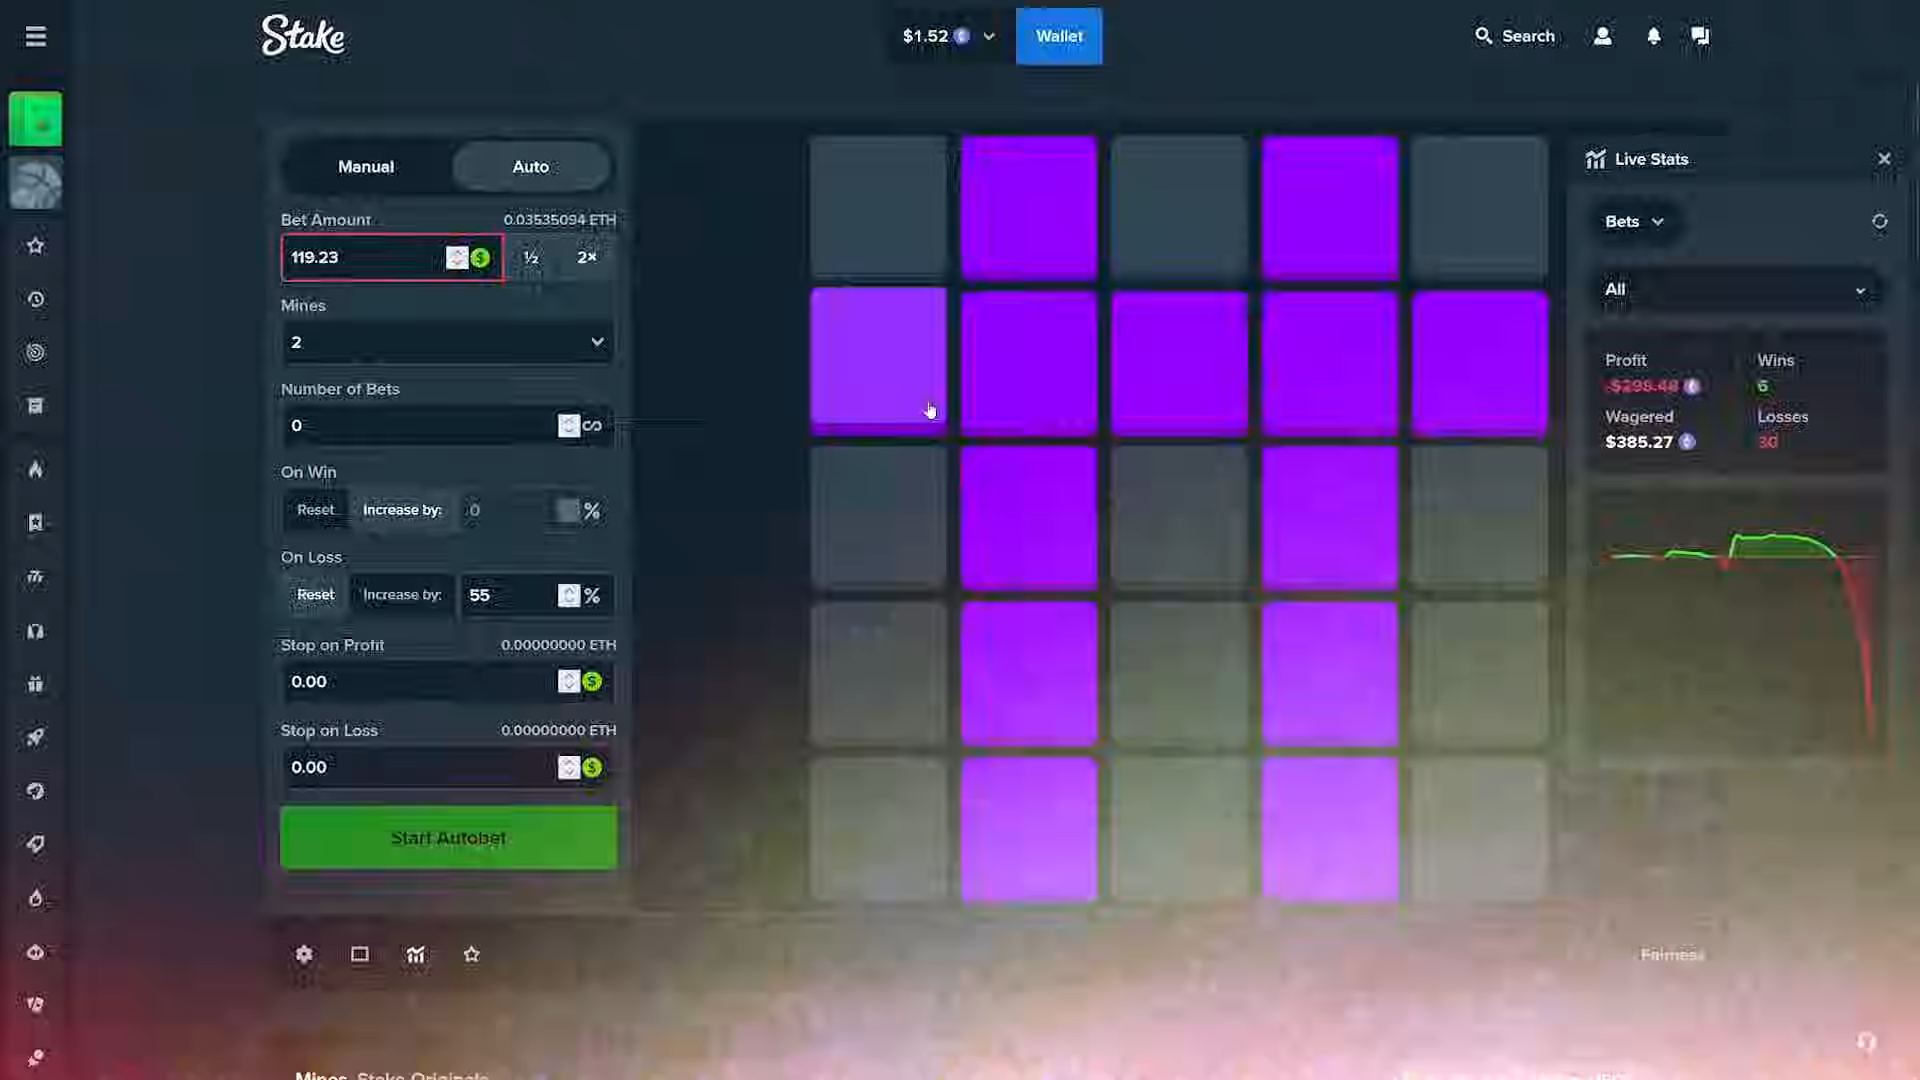 Stake
$1.52
Wallet
Search
Manual
Auto
Bet Amount
0.03535094 ETH
119.23
½
2×
Mines
2
Number of Bets
0
On Win
Reset
Increase by:
0
%
On Loss
Reset
Increase by:
55
%
Stop on Profit
0.00000000 ETH
0.00
Stop on Loss
0.00000000 ETH
0.00
Start Autobet
Live Stats
Bets
All
Profit
Wins
6
Wagered
Losses
$385.27
30
Fairness
Mines Stake Originals